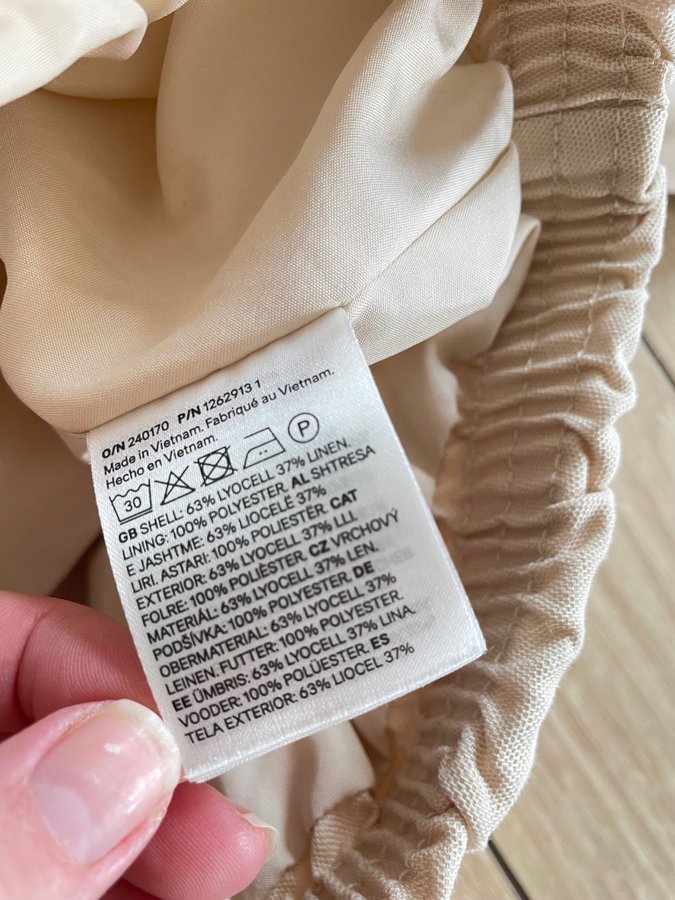 O/N 240170 P/N 1262913 1
Made in Vietnam. Fabriqué au Vietnam.
Hecho en Vietnam.
30 P
GB SHELL: 63% LYOCELL 37% LINEN.
LINING: 100% POLYESTER. AL SHTRESA
E JASHTME: 63% LIOCELË 37%
LIRI. ASTARI: 100% POLIESTËR. CAT
EXTERIOR: 63% LYOCELL 37% LLI.
FOLRE: 100% POLIÈSTER. CZ VRCHOVÝ
MATERIÁL: 63% LYOCELL 37% LEN.
PODŠÍVKA: 100% POLYESTER. DE
OBERMATERIAL: 63% LYOCELL 37%
LEINEN. FUTTER: 100% POLYESTER.
EE ÜMBRIS: 63% LYOCELL 37% LINA.
VOODER: 100% POLÜESTER. ES
TELA EXTERIOR: 63% LIOCEL 37%